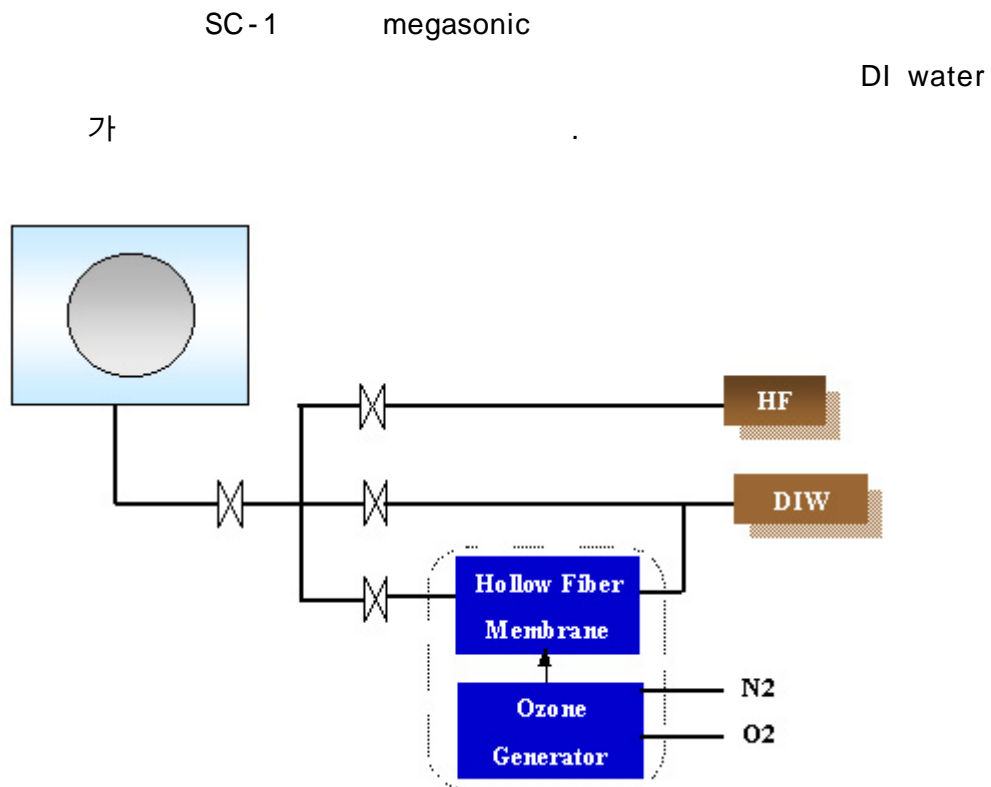 SC-1 megasonic
DI water
가 .
HF
DIW
Hollow Fiber
Membrane
Ozone
Generator
N2
O2